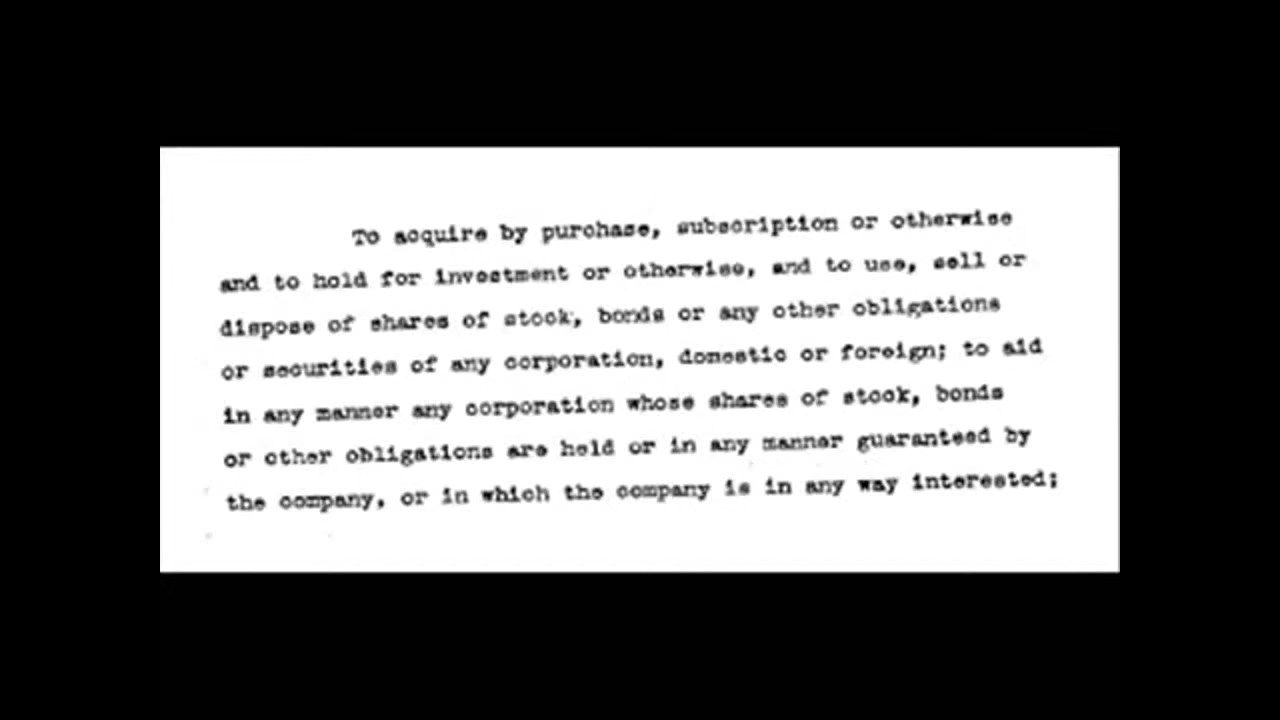 To acquire by purchase, subscription or otherwise
and to hold for investment or otherwise, and to use, sell or
dispose of shares of stock, bonds or any other obligations
or securities of any corporation, domestic or foreign; to aid
in any manner any corporation whose shares of stock, bonds
or other obligations are held or in any manner guaranteed by
the company, or in which the company is in any way interested;